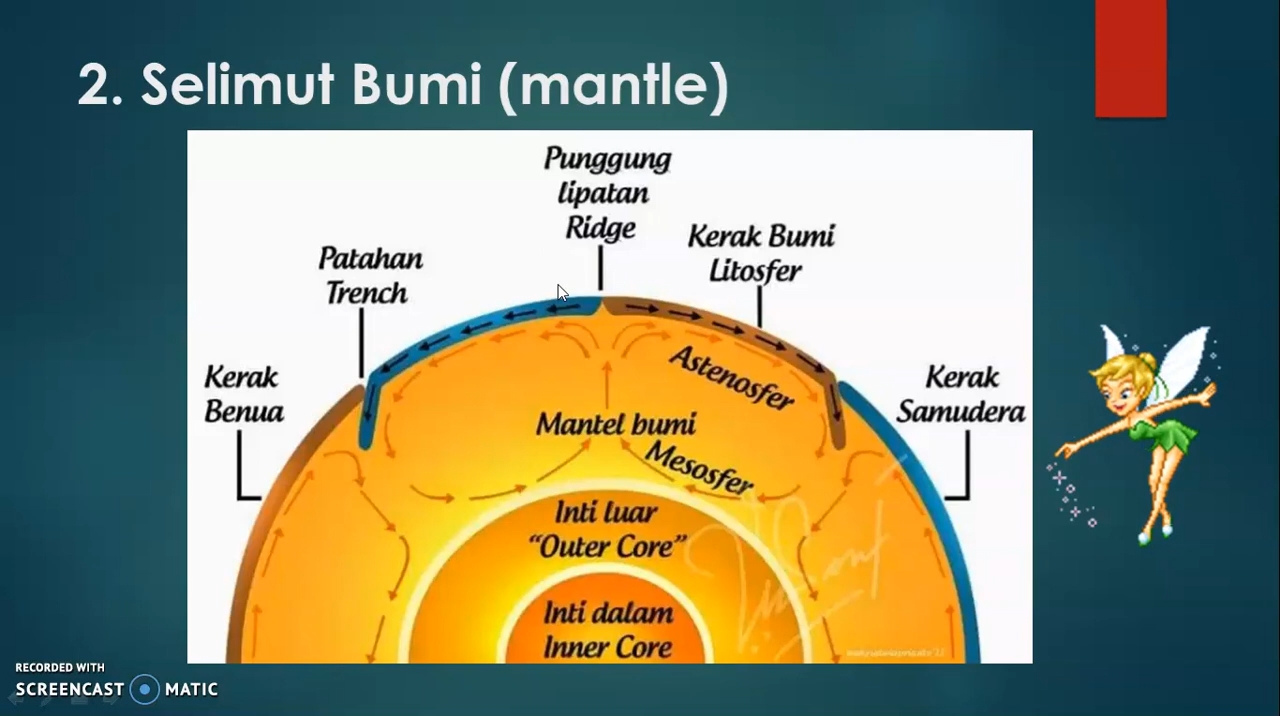 2. Selimut Bumi (mantle)
Punggung
lipatan
Ridge
Kerak Bumi
Litosfer
Patahan
Trench
Kerak
Benua
Kerak
Samudera
Astenosfer
Mantel bumi
Mesosfer
Inti luar
“Outer Core”
Inti dalam
Inner Core
RECORDED WITH
SCREENCAST MATIC